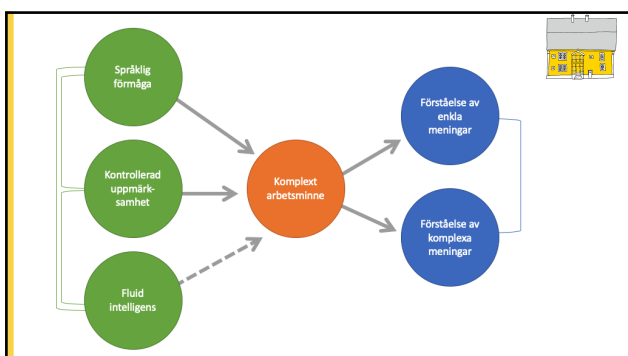 Språklig
förmåga
Kontrollerad
uppmärk-
samhet
Fluid
intelligens
Komplext
arbetsminne
Förståelse av
enkla
meningar
Förståelse av
komplexa
meningar